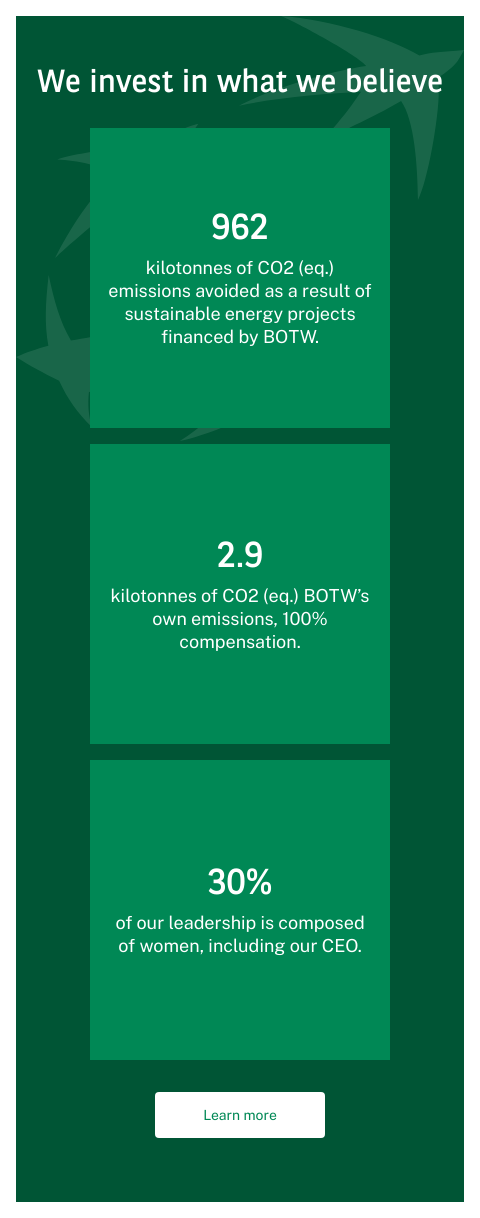 We invest in what we believe
962
kilotonnes of CO2 (eq.)
emissions avoided as a result of
sustainable energy projects
financed by BOTW.
2.9
kilotonnes of CO2 (eq.) BOTW’s
own emissions, 100%
compensation.
30%
of our leadership is composed
of women, including our CEO.
Learn more